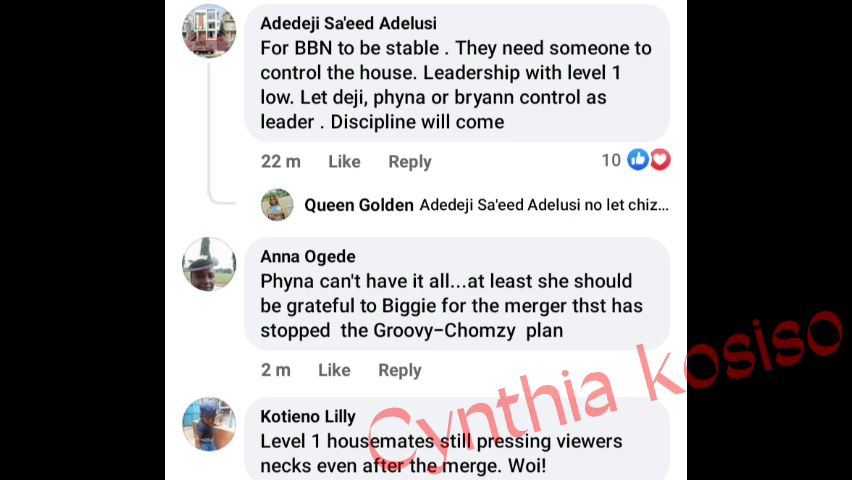 Adedeji Sa'eed Adelusi
For BBN to be stable . They need someone to
control the house. Leadership with level 1
low. Let deji, phyna or bryann control as
leader . Discipline will come
22 m Like Reply 10
Queen Golden Adedeji Sa'eed Adelusi no let chiz...
Anna Ogede
Phyna can't have it all...at least she should
be grateful to Biggie for the merger thst has
stopped the Groovy-Chomzy plan
2 m Like Reply
Cynthia kosiso
Kotieno Lilly
Level 1 housemates still pressing viewers
necks even after the merge. Woi!